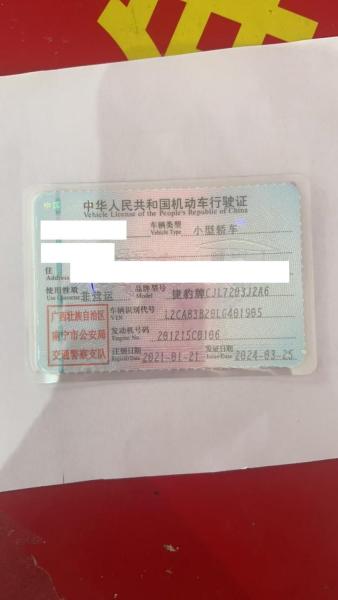 中华人民共和国机动车行驶证
Vehicle License of the People's Republic of China
车辆类型 小型轿车
Vehicle Type
住
Address
使用性质 非营运 品牌型号 捷豹牌CJL7203J2A6
Use Character Model
广西壮族自治区 车辆识别代号 L2CA83B28LG401905
VIN
南宁市公安局 发动机号码 201215C0106
Engine No.
交通警察支队 注册日期 2021-01-21 发证日期 2024-03-25
Register Date Issue Date